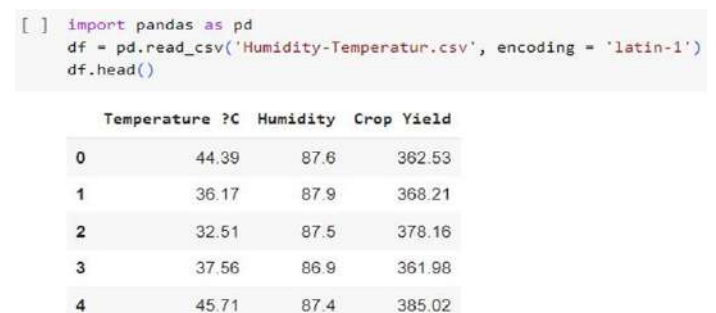 [ ] import pandas as pd
df = pd.read_csv('Humidity-Temperatur.csv', encoding = 'latin-1')
df.head()
Temperature ?C Humidity Crop Yield
0 44.39 87.6 362.53
1 36.17 87.9 368.21
2 32.51 87.5 378.16
3 37.56 86.9 361.98
4 45.71 87.4 385.02